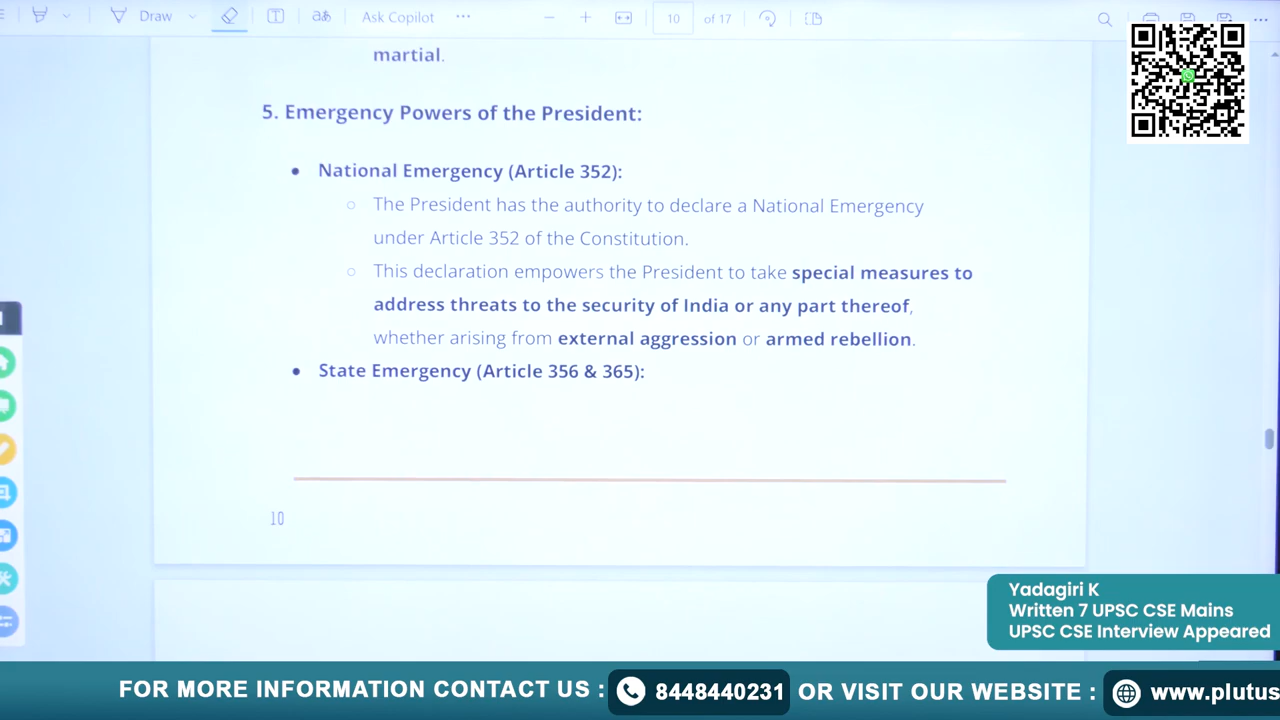 Draw
Ask Copilot
10 of 17
martial.
5. Emergency Powers of the President:
National Emergency (Article 352):
The President has the authority to declare a National Emergency
under Article 352 of the Constitution.
This declaration empowers the President to take special measures to
address threats to the security of India or any part thereof,
whether arising from external aggression or armed rebellion.
State Emergency (Article 356 & 365):
10
Yadagiri K
Written 7 UPSC CSE Mains
UPSC CSE Interview Appeared
FOR MORE INFORMATION CONTACT US : 8448440231 OR VISIT OUR WEBSITE : www.plutus